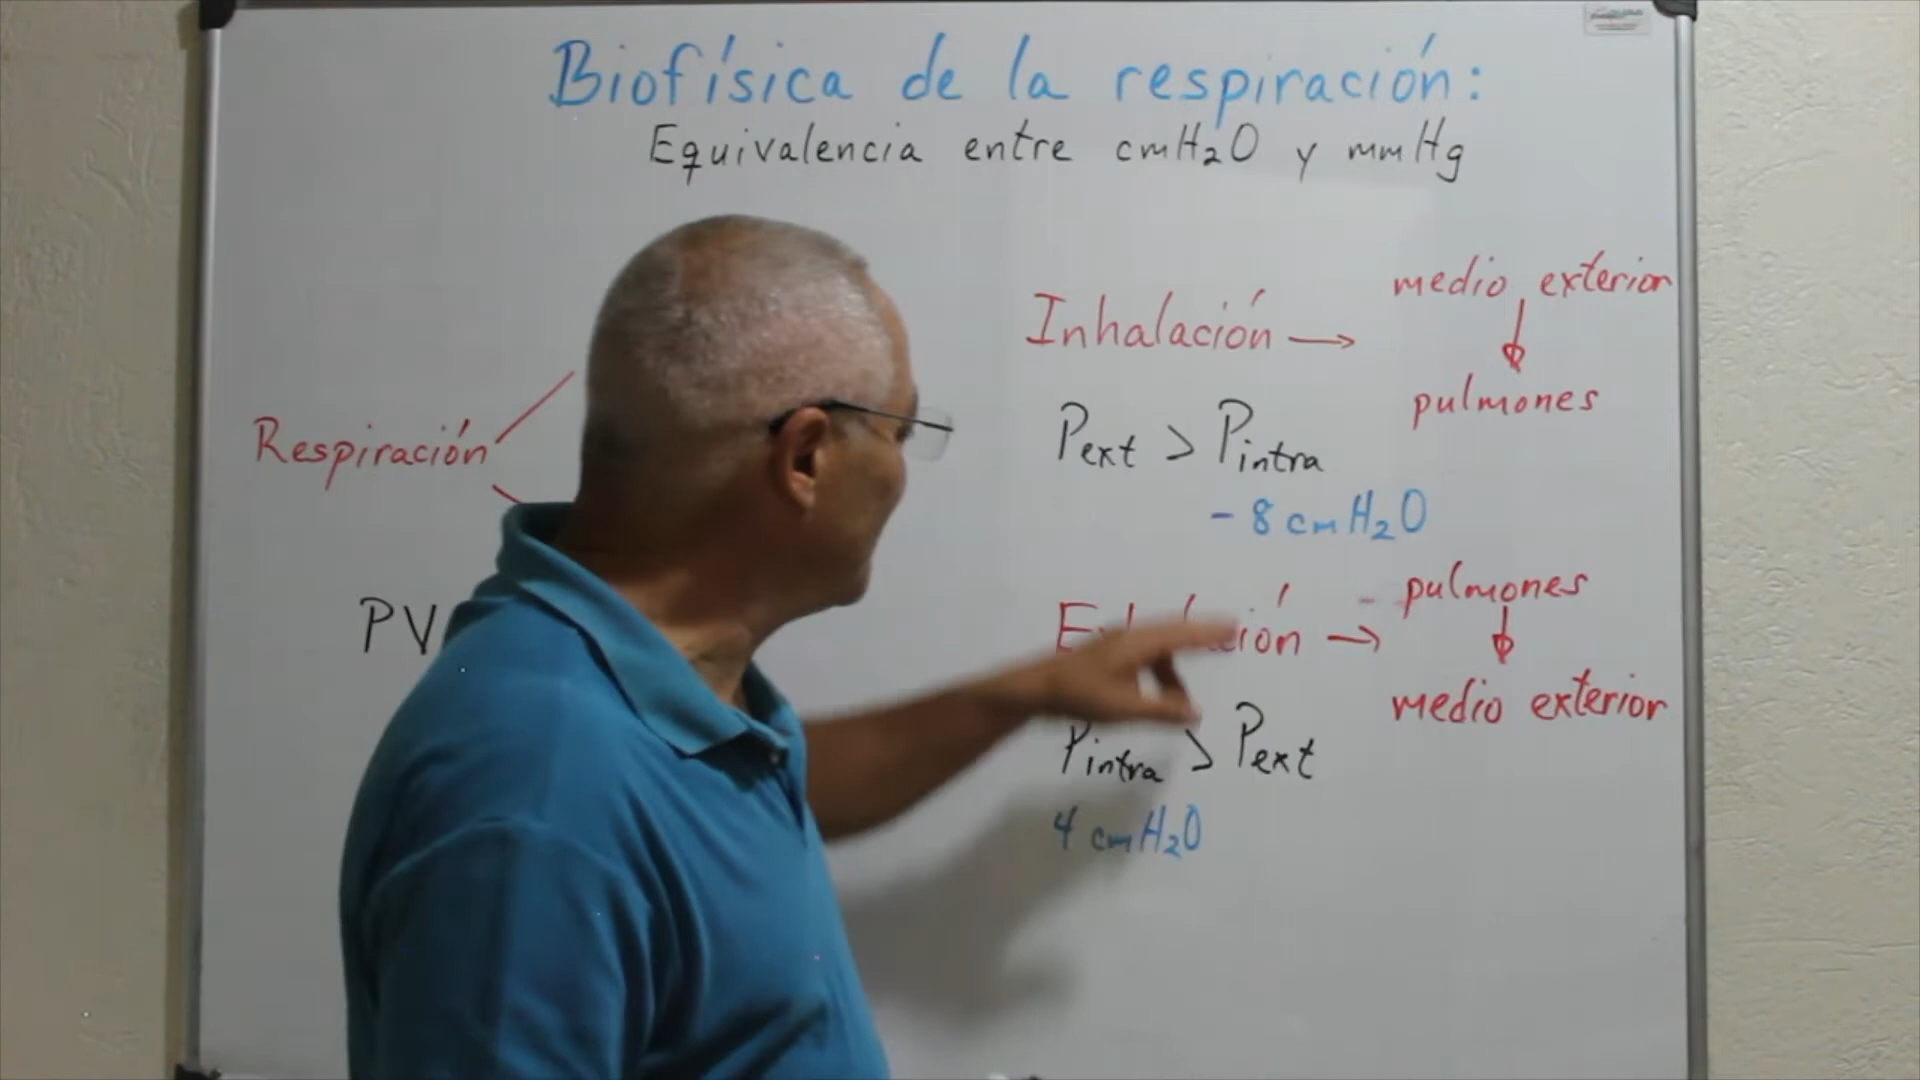 Biofísica de la respiración:
Equivalencia entre cmH₂O y mmHg
Respiración
PV
Inhalación →
medio exterior
↓
pulmones
Pext > Pintra
- 8 cmH₂O
→
pulmones
↓
medio exterior
Pintra > Pext
4 cmH₂O